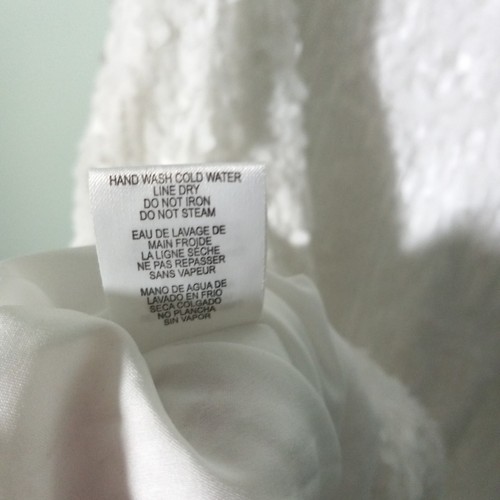 HAND WASH COLD WATER
LINE DRY
DO NOT IRON
DO NOT STEAM
EAU DE LAVAGE DE
MAIN FROIDE
LA LIGNE SÈCHE
NE PAS REPASSER
SANS VAPEUR
MANO DE AGUA DE
LAVADO EN FRIO
SECA COLGADO
NO PLANCHA
SIN VAPOR